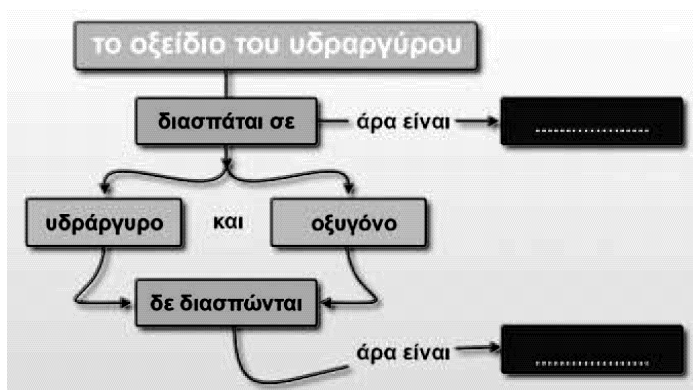 το οξείδιο του υδραργύρου
διασπάται σε
άρα είναι
....................
υδράργυρο
και
οξυγόνο
δε διασπώνται
άρα είναι
....................